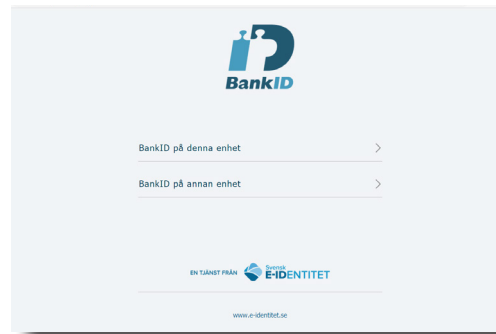 BankID
BankID på denna enhet
BankID på annan enhet
EN TJÄNST FRÅN
Svensk
E-IDENTITET
www.e-identitet.se